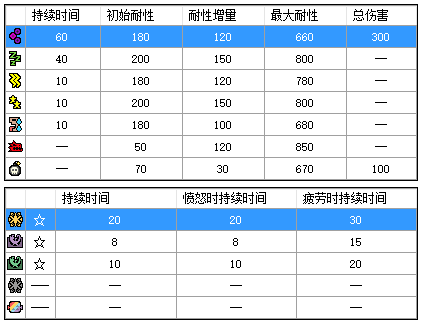 持续时间 初始耐性 耐性增量 最大耐性 总伤害
60 180 120 660 300
40 200 150 800 —
10 180 120 780 —
10 200 150 800 —
10 180 100 680 —
— 50 120 850 —
— 70 30 670 100
持续时间 愤怒时持续时间 疲劳时持续时间
☆ 20 20 30
☆ 8 8 15
☆ 10 10 20
— — — —
— — — —